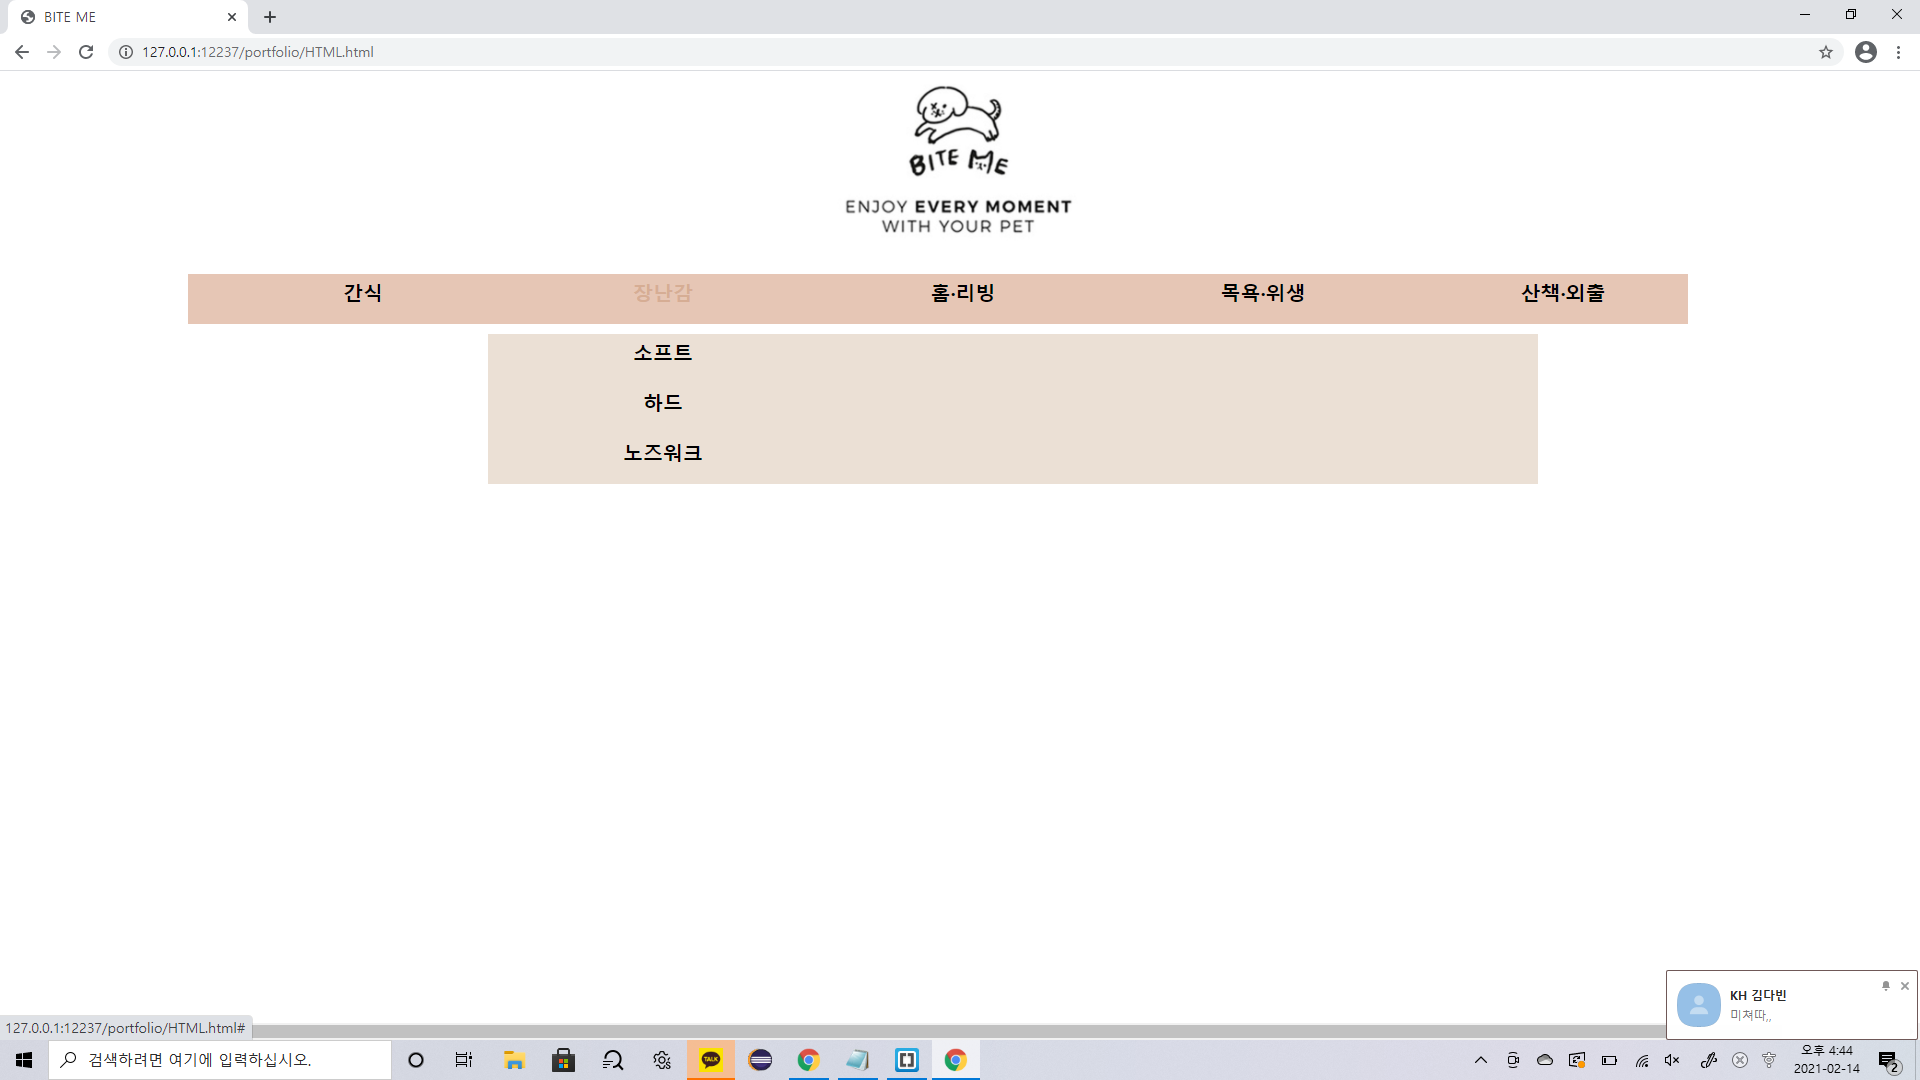 BITE ME
127.0.0.1:12237/portfolio/HTML.html
BITE ME
ENJOY EVERY MOMENT
WITH YOUR PET
간식 장난감 홈·리빙 목욕·위생 산책·외출
소프트
하드
노즈워크
KH 김다빈
미쳐따,,
127.0.0.1:12237/portfolio/HTML.html#
검색하려면 여기에 입력하십시오.
TALK
오후 4:44
2021-02-14
2